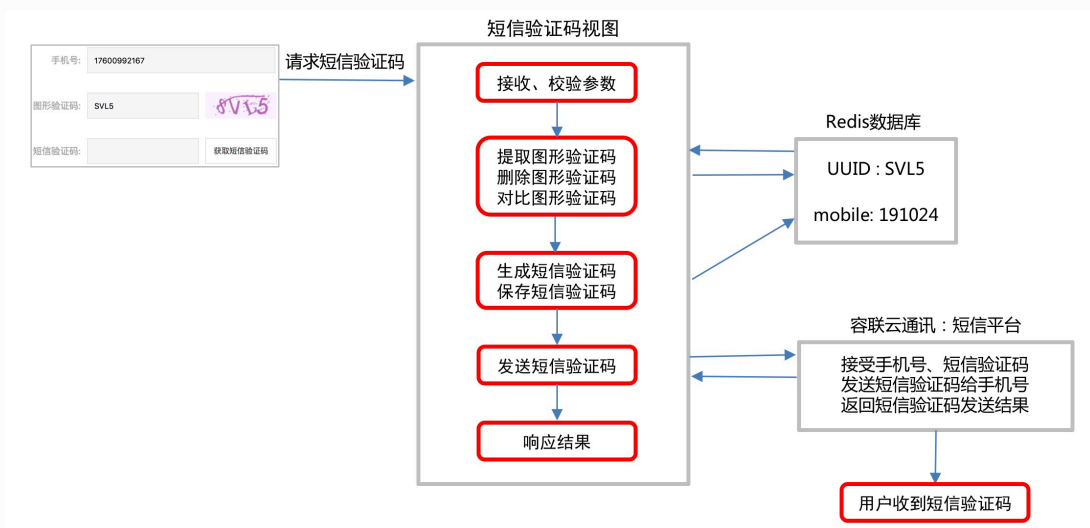 短信验证码视图
手机号: 17600992167
请求短信验证码
图形验证码: SVL5 SVL5
短信验证码: 获取短信验证码
接收、校验参数
提取图形验证码
删除图形验证码
对比图形验证码
生成短信验证码
保存短信验证码
发送短信验证码
响应结果
Redis数据库
UUID : SVL5
mobile: 191024
容联云通讯：短信平台
接受手机号、短信验证码
发送短信验证码给手机号
返回短信验证码发送结果
用户收到短信验证码